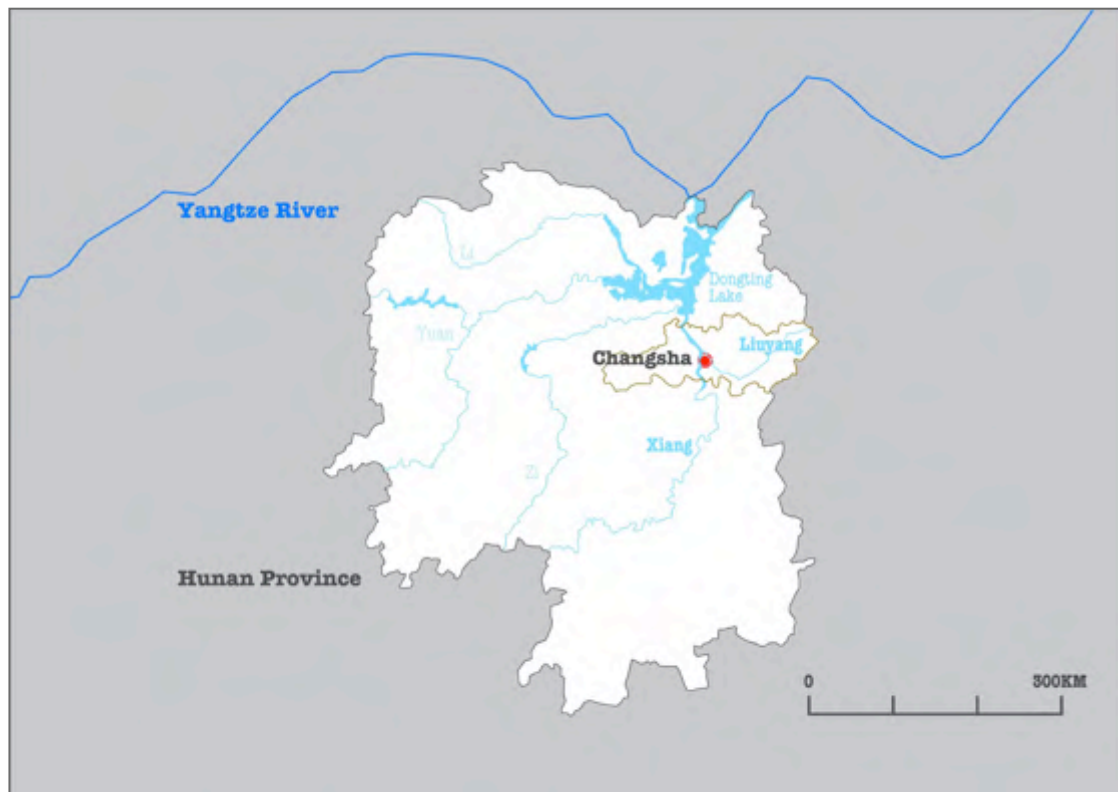 Yangtze River
Li
Dongting
Lake
Yuan
Liuyang
Changsha
Xiang
Zi
Hunan Province
0
300KM